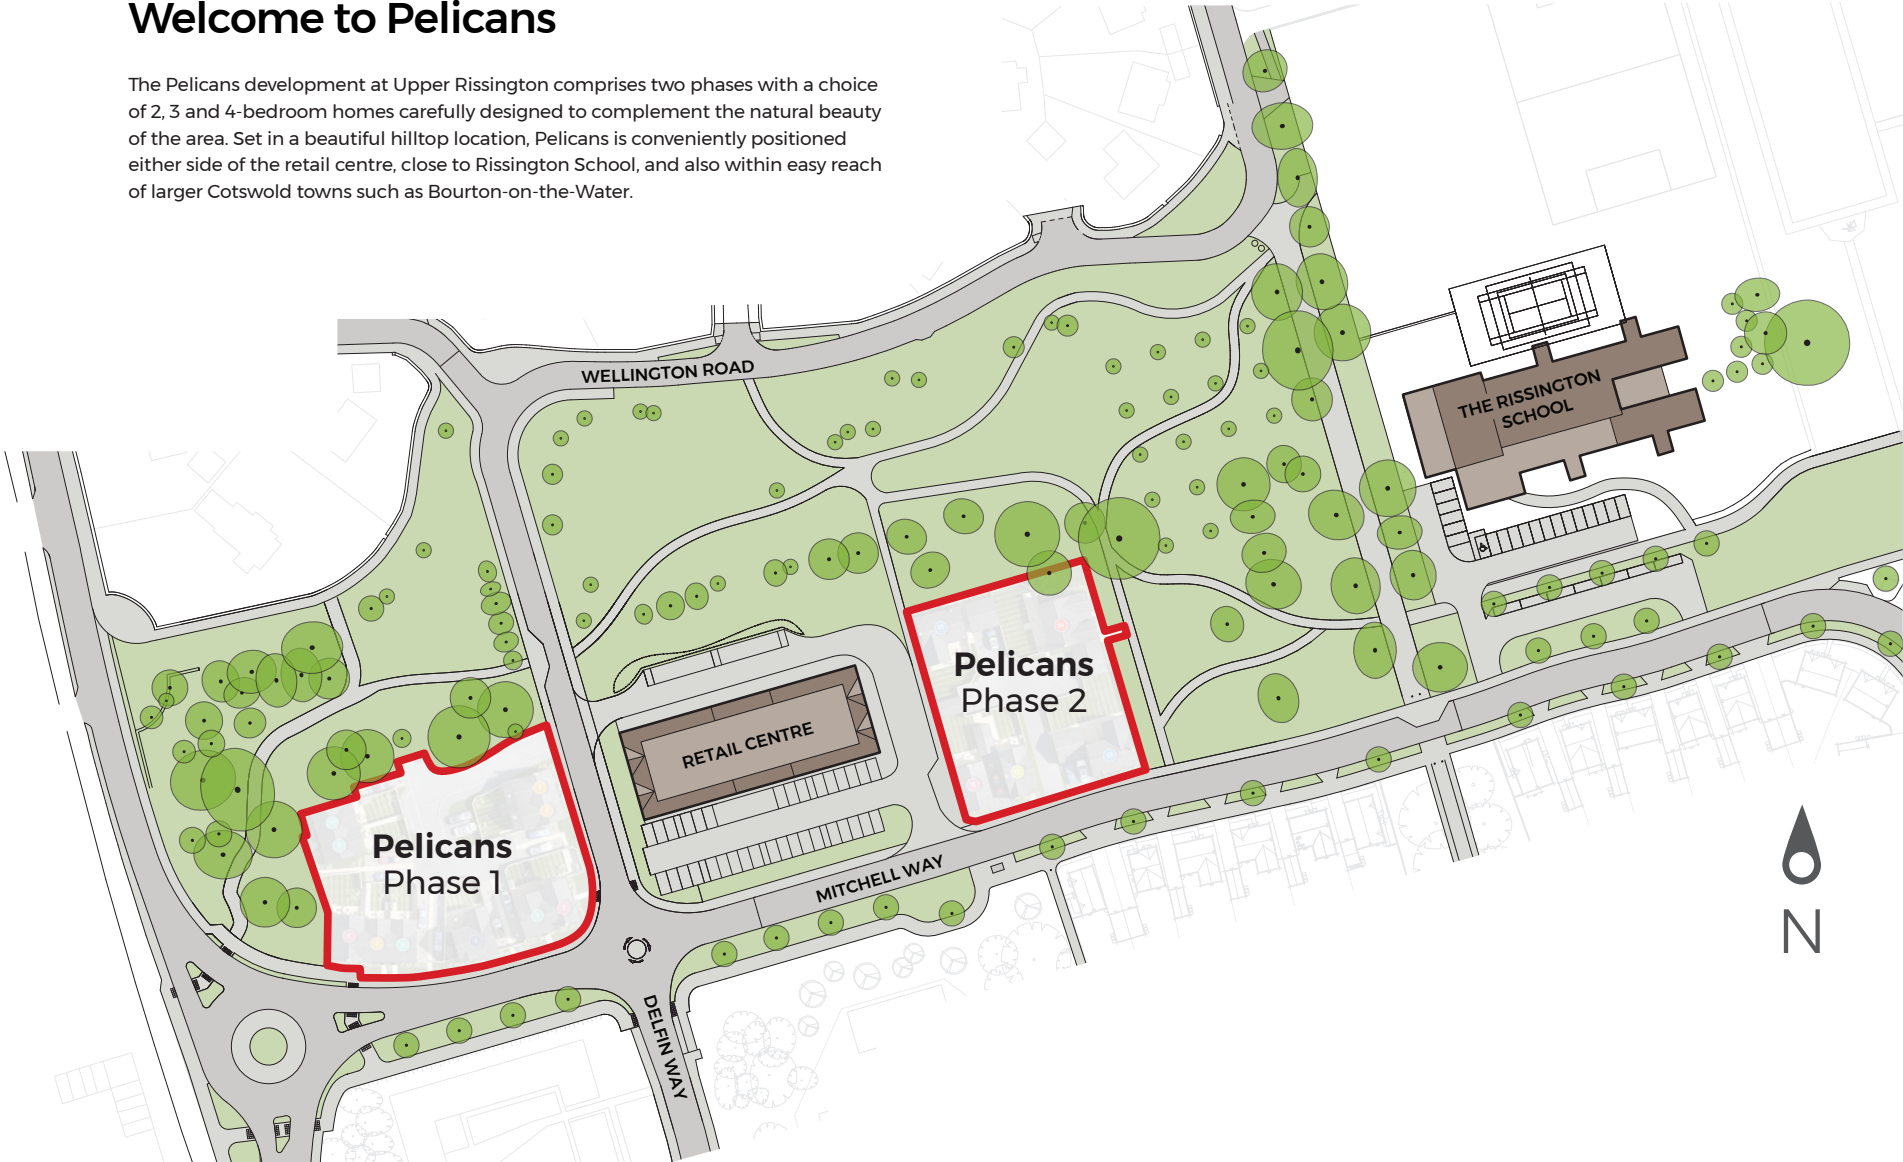 Welcome to Pelicans
The Pelicans development at Upper Rissington comprises two phases with a choice
of 2, 3 and 4-bedroom homes carefully designed to complement the natural beauty
of the area. Set in a beautiful hilltop location, Pelicans is conveniently positioned
either side of the retail centre, close to Rissington School, and also within easy reach
of larger Cotswold towns such as Bourton-on-the-Water.
WELLINGTON ROAD
THE RISSINGTON
SCHOOL
Pelicans
Phase 2
RETAIL CENTRE
Pelicans
Phase 1
MITCHELL WAY
DELFIN WAY
N